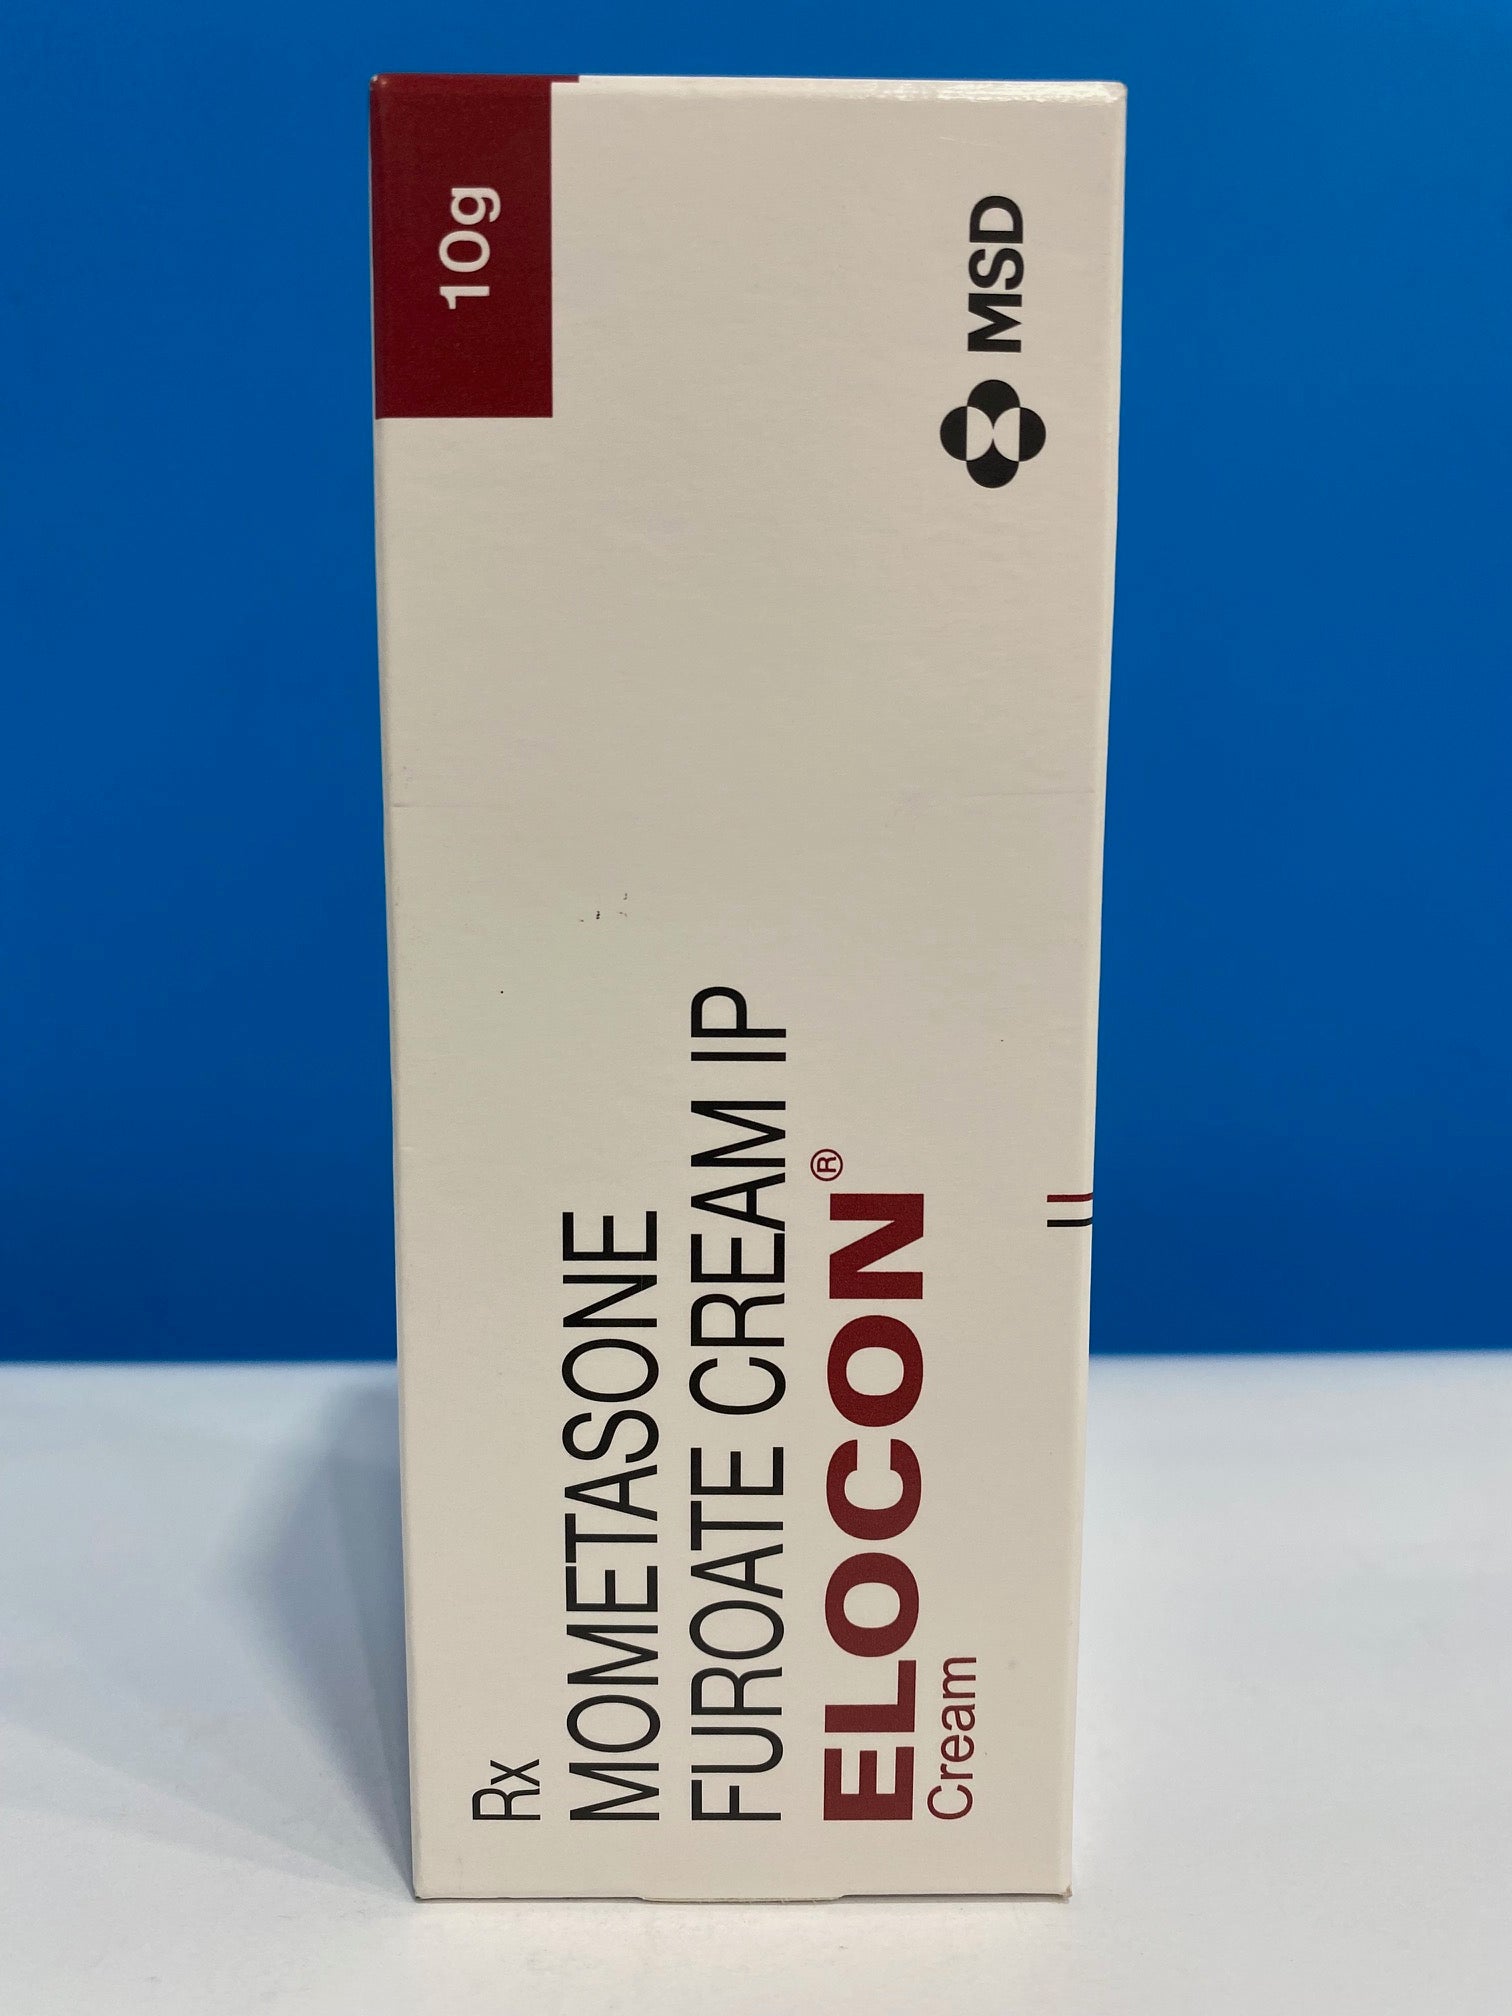 10g
MSD
Rx
MOMETASONE
FUROATE CREAM IP
ELOCON®
Cream